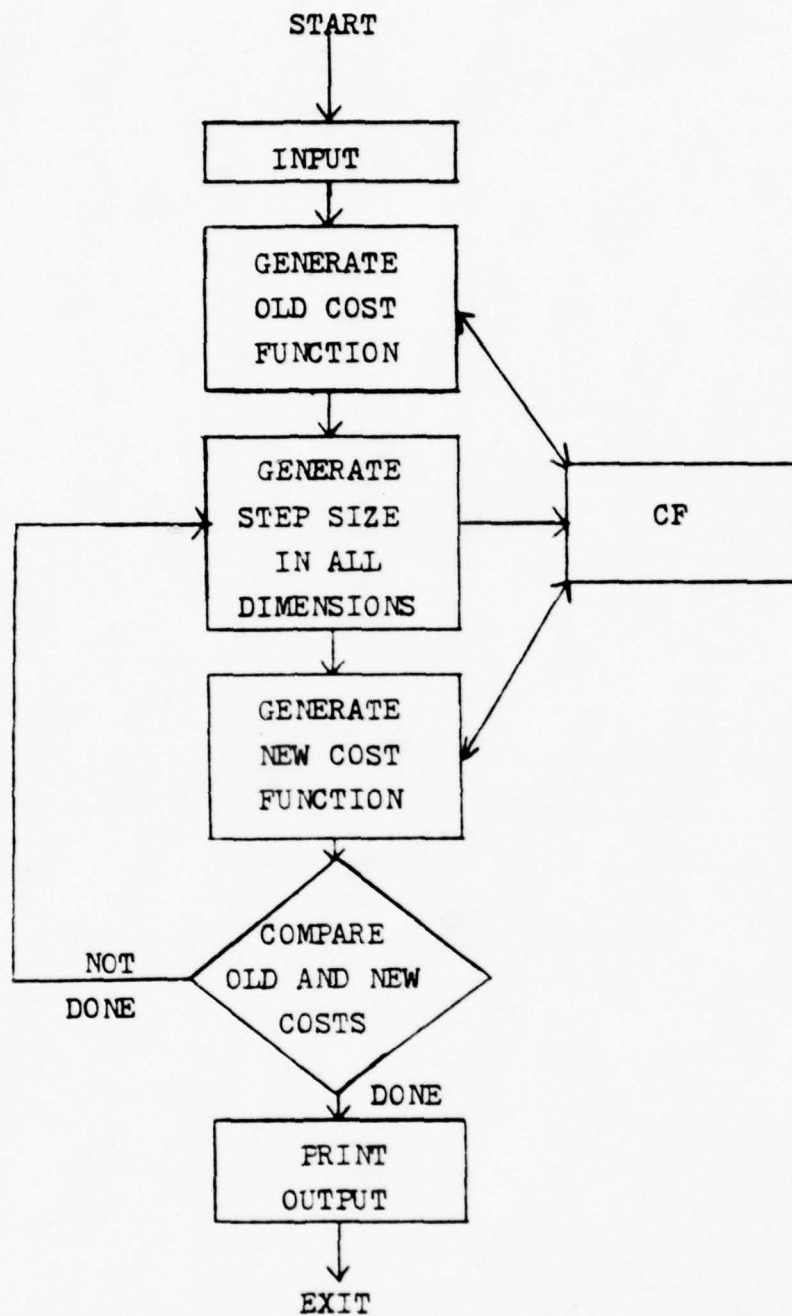 START
INPUT
GENERATE
OLD COST
FUNCTION
GENERATE
STEP SIZE
IN ALL
DIMENSIONS
CF
GENERATE
NEW COST
FUNCTION
COMPARE
OLD AND NEW
COSTS
NOT
DONE
DONE
PRINT
OUTPUT
EXIT